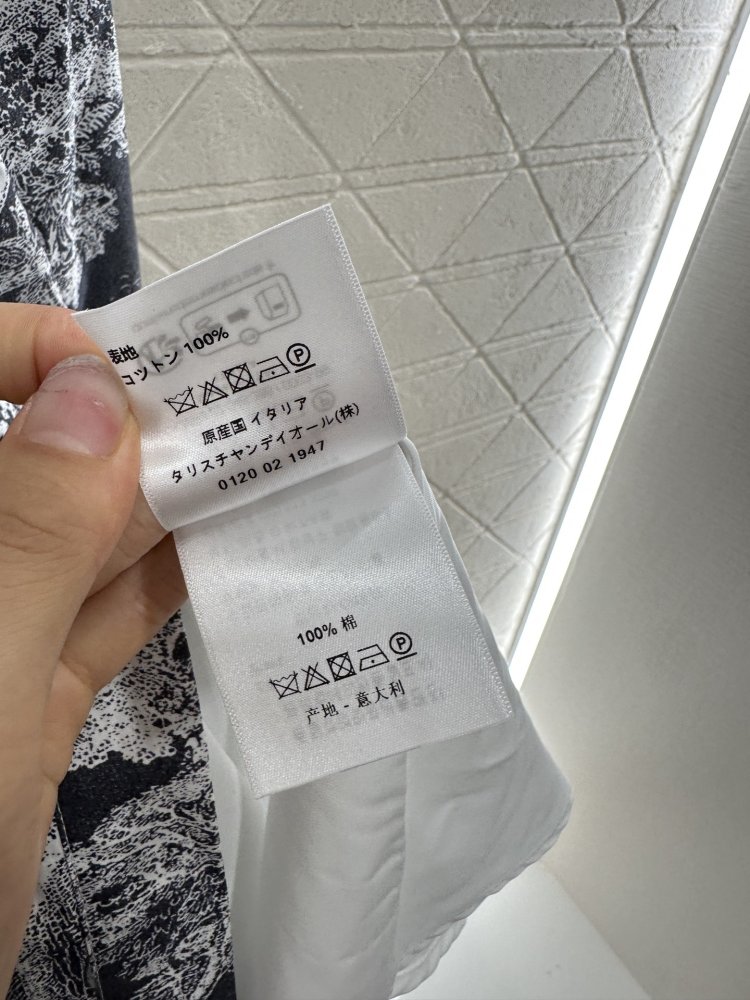 表地
コットン 100%
P
原産国 イタリア
タリスチャンディオール(株)
0120 02 1947
100% 棉
P
产地 - 意大利